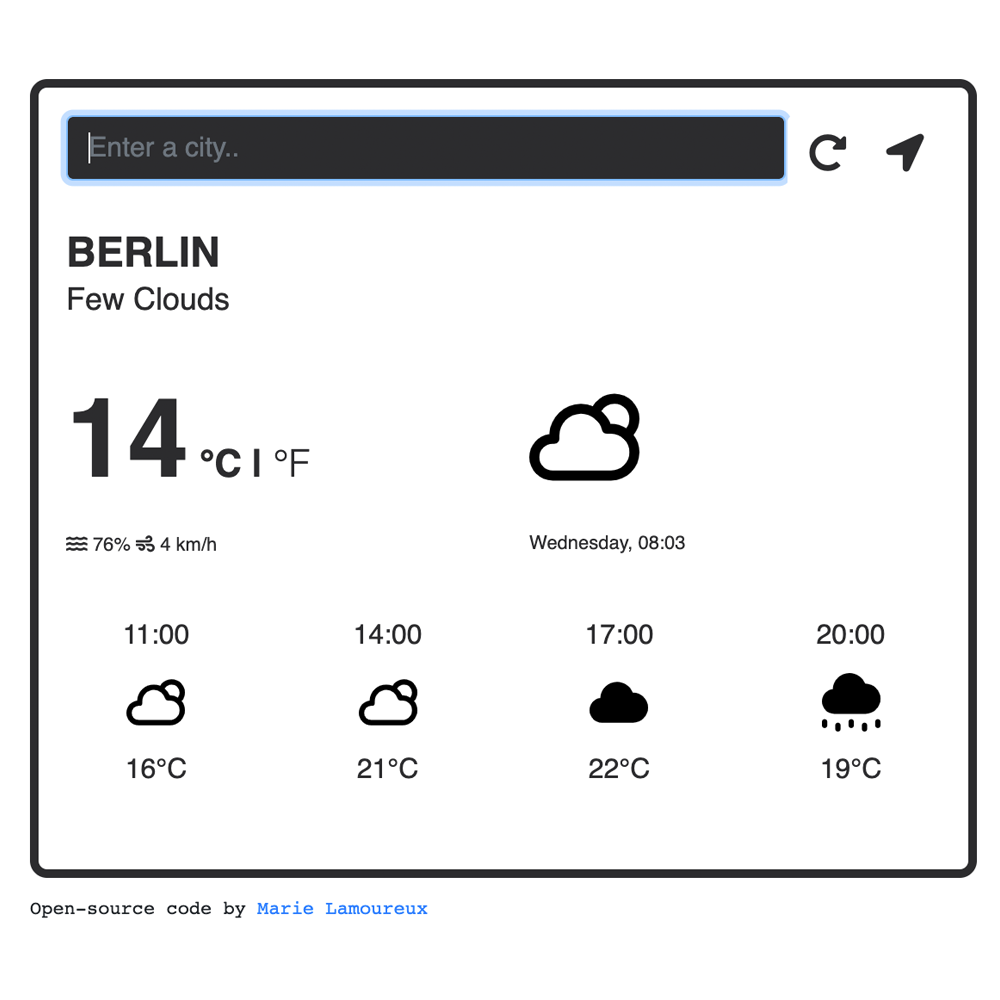 Enter a city..
BERLIN
Few Clouds
14 °C | °F
76% 4 km/h
Wednesday, 08:03
11:00 14:00 17:00 20:00
16°C 21°C 22°C 19°C
Open-source code by Marie Lamoureux